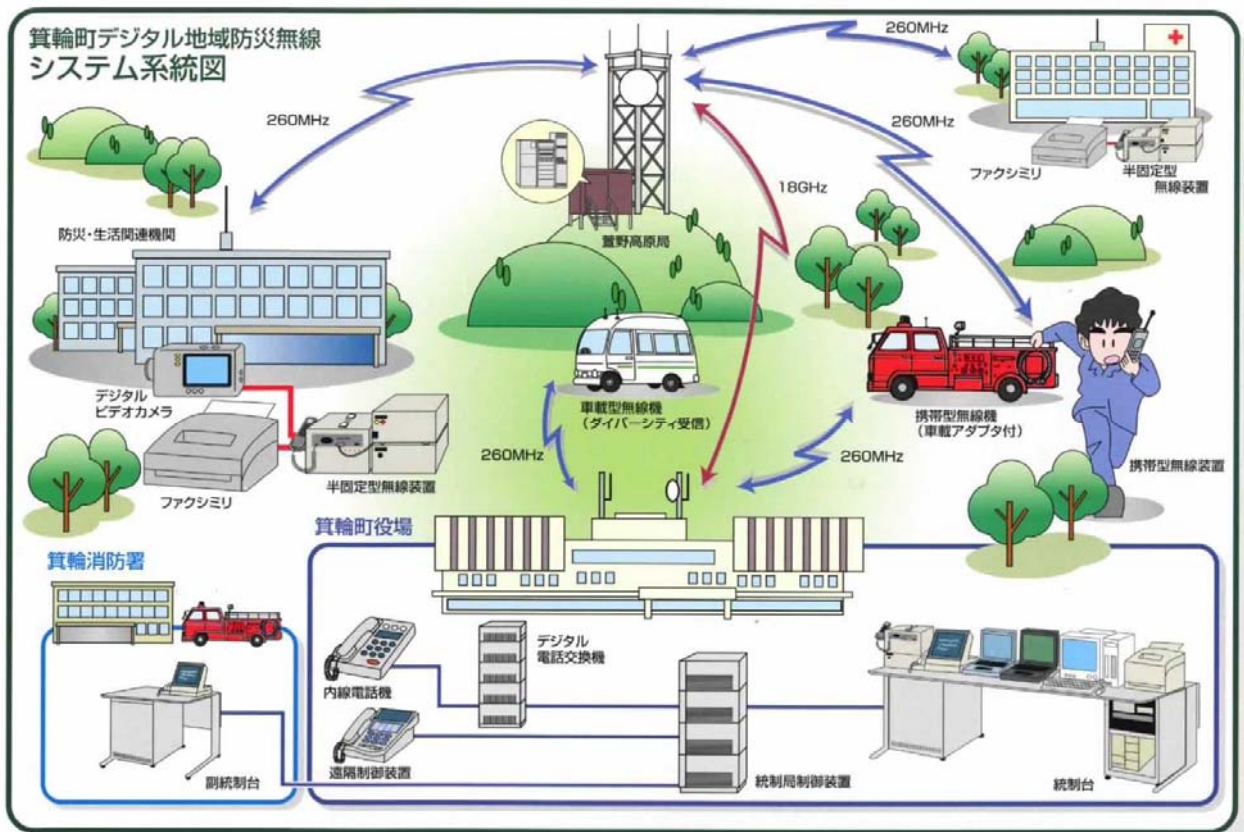 箕輪町デジタル地域防災無線
システム系統図
260MHz
260MHz
260MHz
18GHz
ファクシミリ
半固定型
無線装置
防災・生活関連機関
萱野高原局
デジタル
ビデオカメラ
ファクシミリ
半固定型無線装置
車載型無線機
(ダイバーシティ受信)
携帯型無線機
(車載アダプタ付)
携帯型無線装置
260MHz
260MHz
箕輪町役場
箕輪消防署
副統制台
内線電話機
デジタル
電話交換機
遠隔制御装置
統制局制御装置
統制台